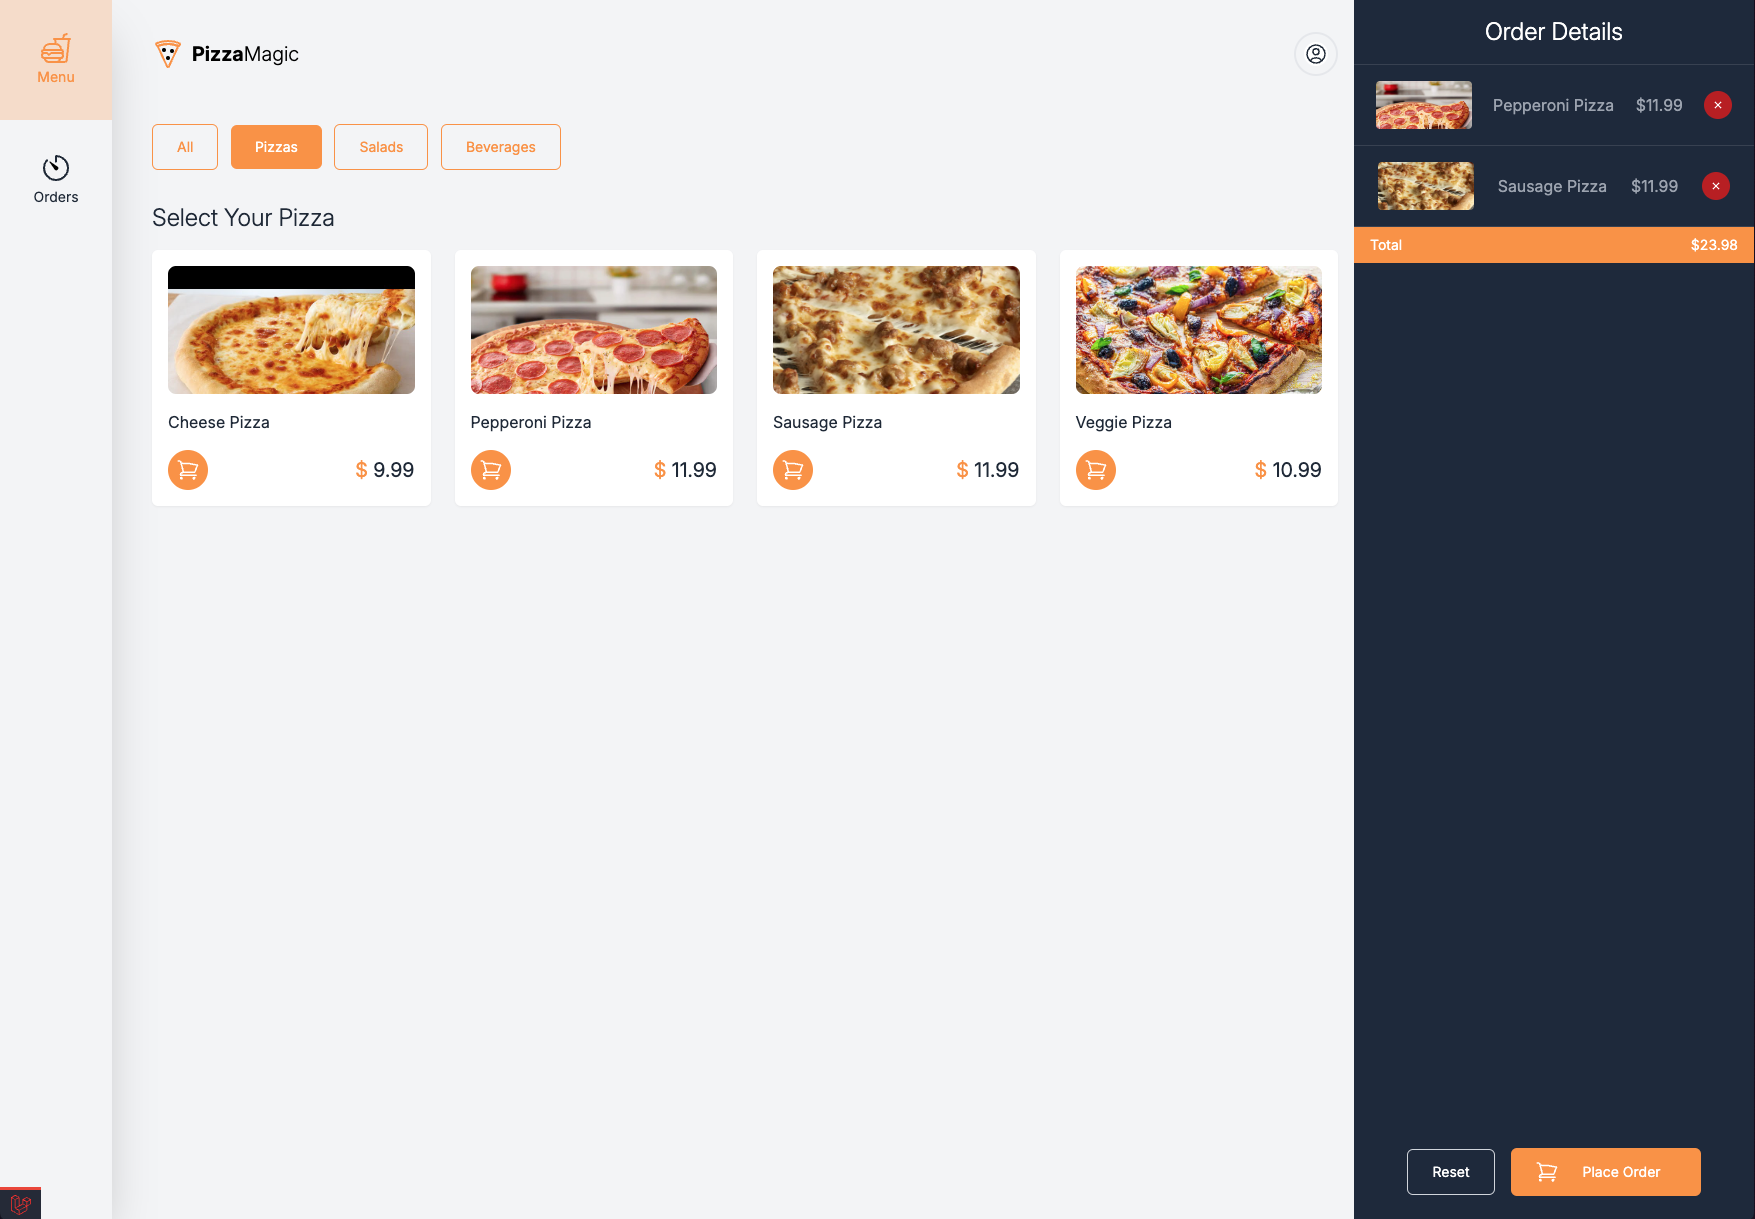 Menu
Orders
PizzaMagic
All
Pizzas
Salads
Beverages
Select Your Pizza
Cheese Pizza
$ 9.99
Pepperoni Pizza
$ 11.99
Sausage Pizza
$ 11.99
Veggie Pizza
$ 10.99
Order Details
Pepperoni Pizza $11.99
Sausage Pizza $11.99
Total $23.98
Reset
Place Order